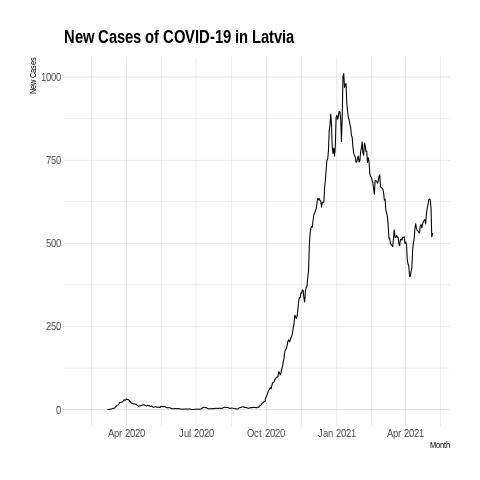 New Cases of COVID-19 in Latvia
New Cases
1000
750
500
250
0
Apr 2020 Jul 2020 Oct 2020 Jan 2021 Apr 2021
Month